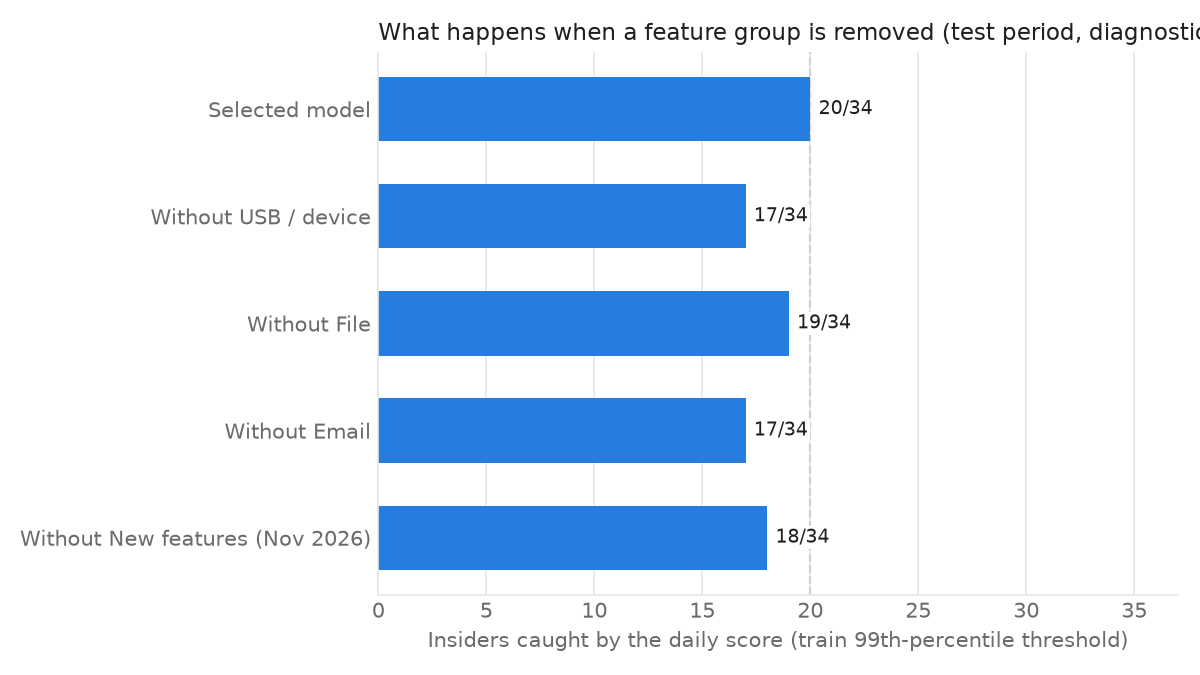 What happens when a feature group is removed (test period, diagnostic
Selected model
20/34
Without USB / device
17/34
Without File
19/34
Without Email
17/34
Without New features (Nov 2026)
18/34
0 5 10 15 20 25 30 35
Insiders caught by the daily score (train 99th-percentile threshold)